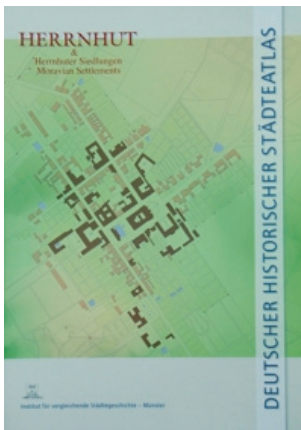 HERRNHUT
&
Herrnhuter Siedlungen
Moravian Settlements
DEUTSCHER HISTORISCHER STÄDTEATLAS
Institut für vergleichende Städtegeschichte – Münster